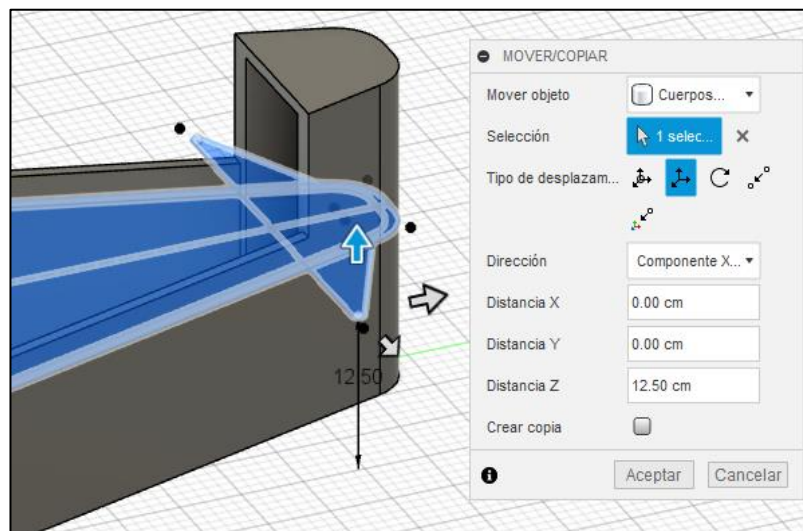 MOVER/COPIAR
Mover objeto Cuerpos...
Selección 1 selec...
Tipo de desplazam...
Dirección Componente X...
Distancia X 0.00 cm
Distancia Y 0.00 cm
Distancia Z 12.50 cm
Crear copia
Aceptar Cancelar
12.50